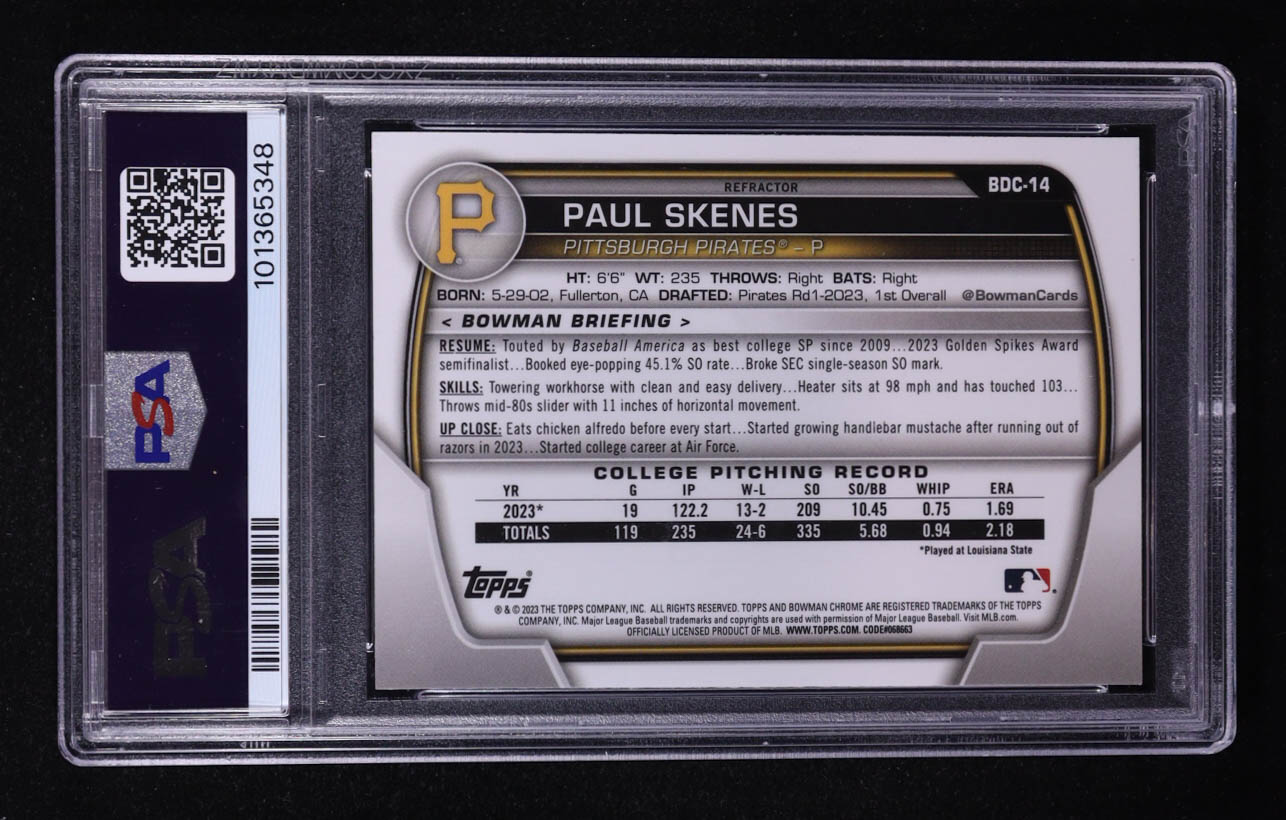 101365348
PSA
PSA
P
REFRACTOR
BDC-14
PAUL SKENES
PITTSBURGH PIRATES® – P
HT: 6'6" WT: 235 THROWS: Right BATS: Right
BORN: 5-29-02, Fullerton, CA DRAFTED: Pirates Rd1-2023, 1st Overall @BowmanCards
< BOWMAN BRIEFING >
RESUME: Touted by Baseball America as best college SP since 2009...2023 Golden Spikes Award
semifinalist...Booked eye-popping 45.1% SO rate...Broke SEC single-season SO mark.
SKILLS: Towering workhorse with clean and easy delivery...Heater sits at 98 mph and has touched 103...
Throws mid-80s slider with 11 inches of horizontal movement.
UP CLOSE: Eats chicken alfredo before every start...Started growing handlebar mustache after running out of
razors in 2023...Started college career at Air Force.
COLLEGE PITCHING RECORD
YR G IP W-L SO SO/BB WHIP ERA
2023* 19 122.2 13-2 209 10.45 0.75 1.69
TOTALS 119 235 24-6 335 5.68 0.94 2.18
*Played at Louisiana State
topps®
® & © 2023 THE TOPPS COMPANY, INC. ALL RIGHTS RESERVED. TOPPS AND BOWMAN CHROME ARE REGISTERED TRADEMARKS OF THE TOPPS
COMPANY, INC. Major League Baseball trademarks and copyrights are used with permission of Major League Baseball. Visit MLB.com.
OFFICIALLY LICENSED PRODUCT OF MLB. WWW.TOPPS.COM. CODE#068663